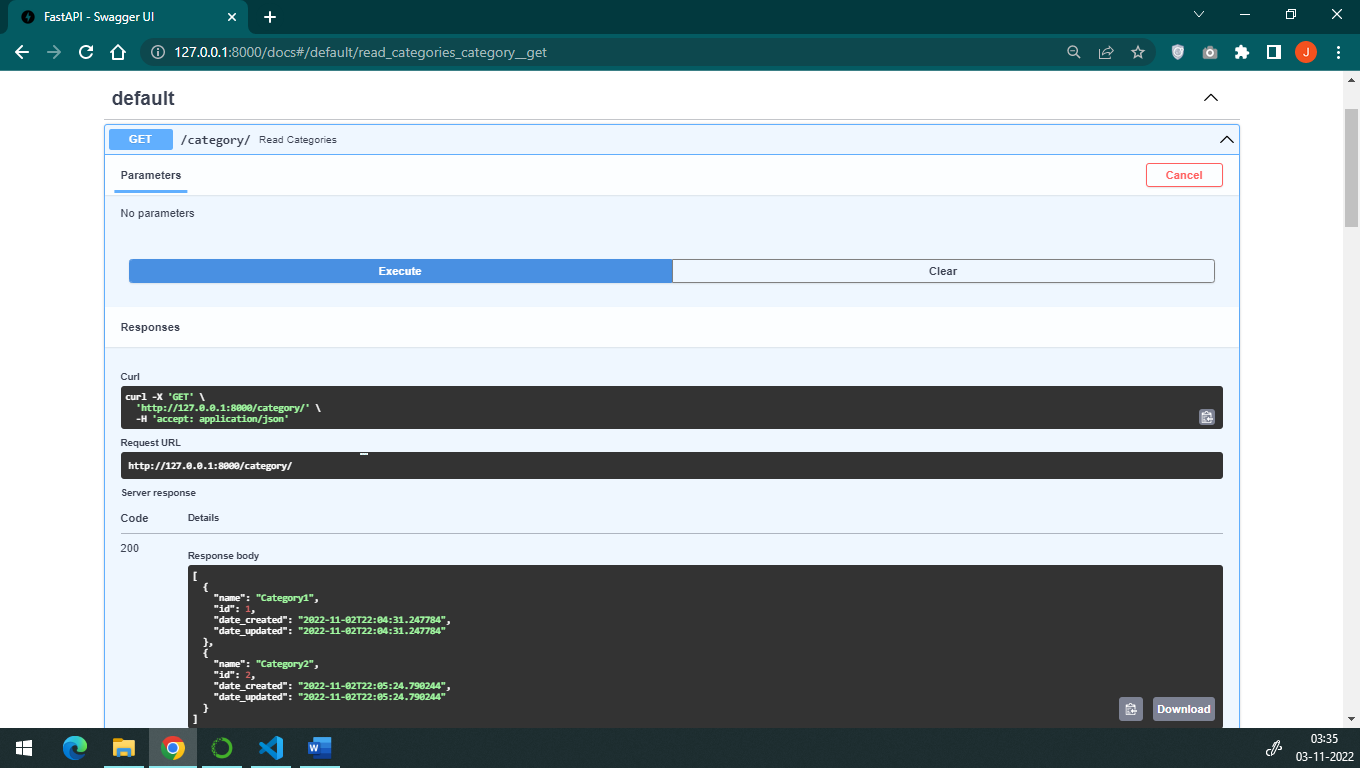 FastAPI - Swagger UI
127.0.0.1:8000/docs#/default/read_categories_category__get
J
default
GET /category/ Read Categories
Parameters
Cancel
No parameters
Execute
Clear
Responses
Curl
curl -X 'GET' \
'http://127.0.0.1:8000/category/' \
-H 'accept: application/json'
Request URL
http://127.0.0.1:8000/category/
Server response
Code Details
200
Response body
[
{
"name": "Category1",
"id": 1,
"date_created": "2022-11-02T22:04:31.247784",
"date_updated": "2022-11-02T22:04:31.247784"
},
{
"name": "Category2",
"id": 2,
"date_created": "2022-11-02T22:05:24.790244",
"date_updated": "2022-11-02T22:05:24.790244"
}
]
Download
W
03:35
03-11-2022